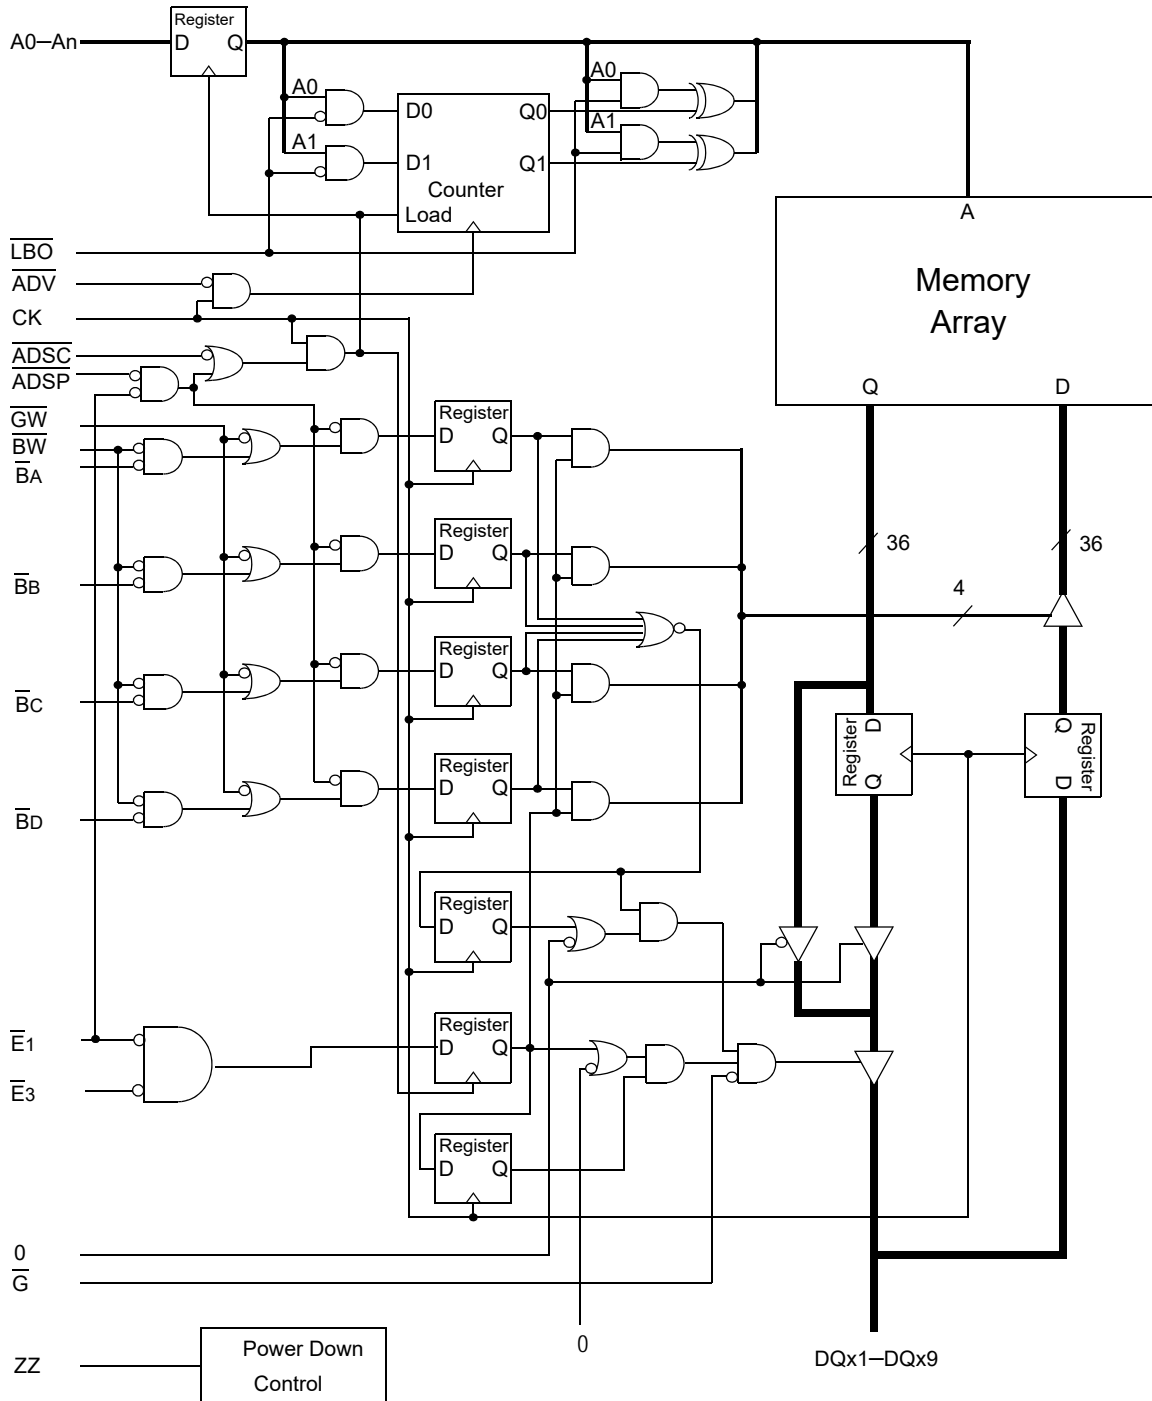 Register
A0–An
D Q
A0
A0
D0
Q0
A1
A1
D1
Q1
Counter
Load
A
LBO
ADV
Memory
Array
CK
ADSC
ADSP
Q D
GW
BW
BA
Register
D Q
Register
D Q
36
36
BB
4
Register
D Q
BC
Register
D
Q
Q
D
Register
Register
D Q
BD
Register
D Q
Register
D Q
E1
E3
Register
D Q
0
G
0
ZZ
Power Down
Control
DQx1–DQx9